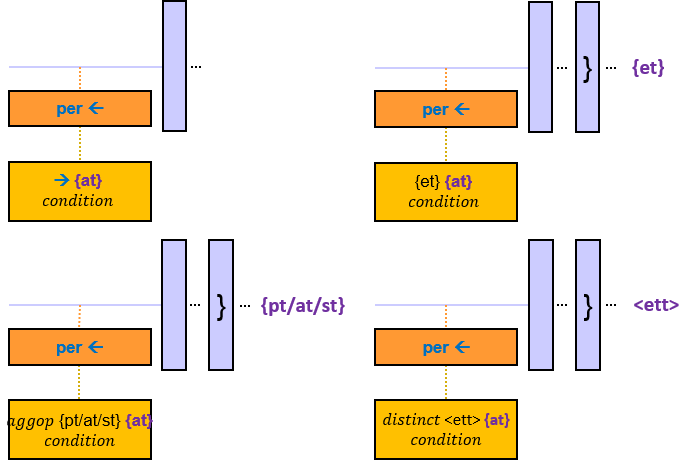 ...
per ←
→ {at}
condition
... } ... {et}
per ←
{et} {at}
condition
... } ... {pt/at/st}
per ←
aggop {pt/at/st} {at}
condition
... } ... <ett>
per ←
distinct <ett> {at}
condition